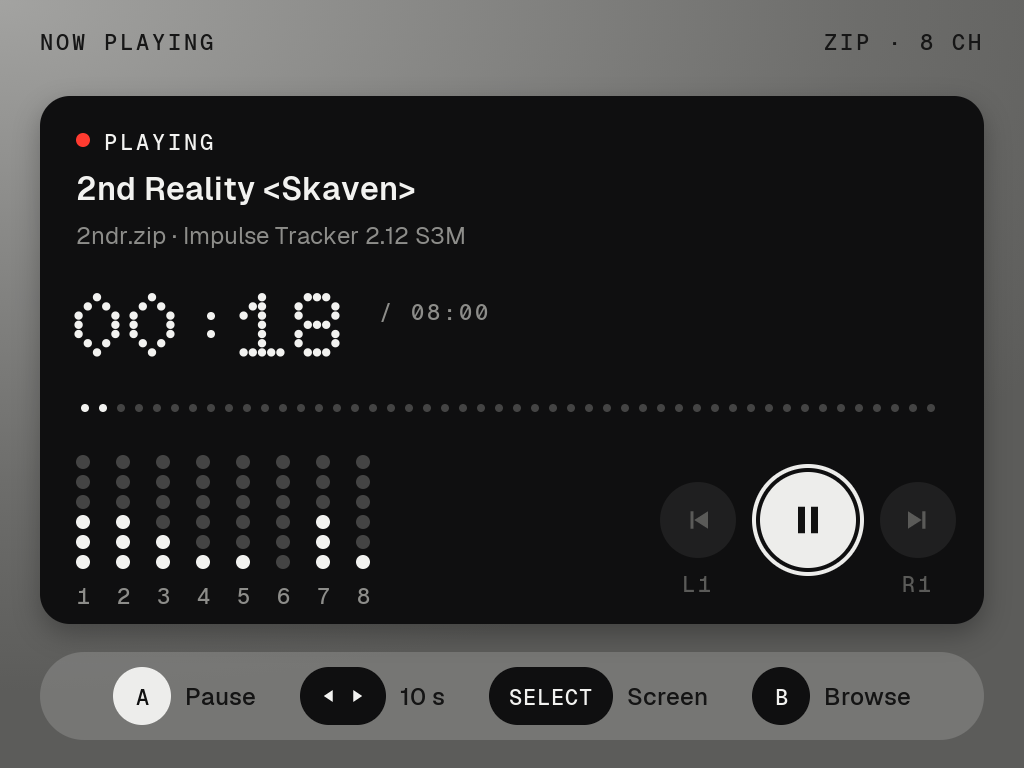 NOW PLAYING
ZIP · 8 CH
PLAYING
2nd Reality <Skaven>
2ndr.zip · Impulse Tracker 2.12 S3M
00:18 / 08:00
1 2 3 4 5 6 7 8
L1
R1
A Pause
10 s
SELECT Screen
B Browse